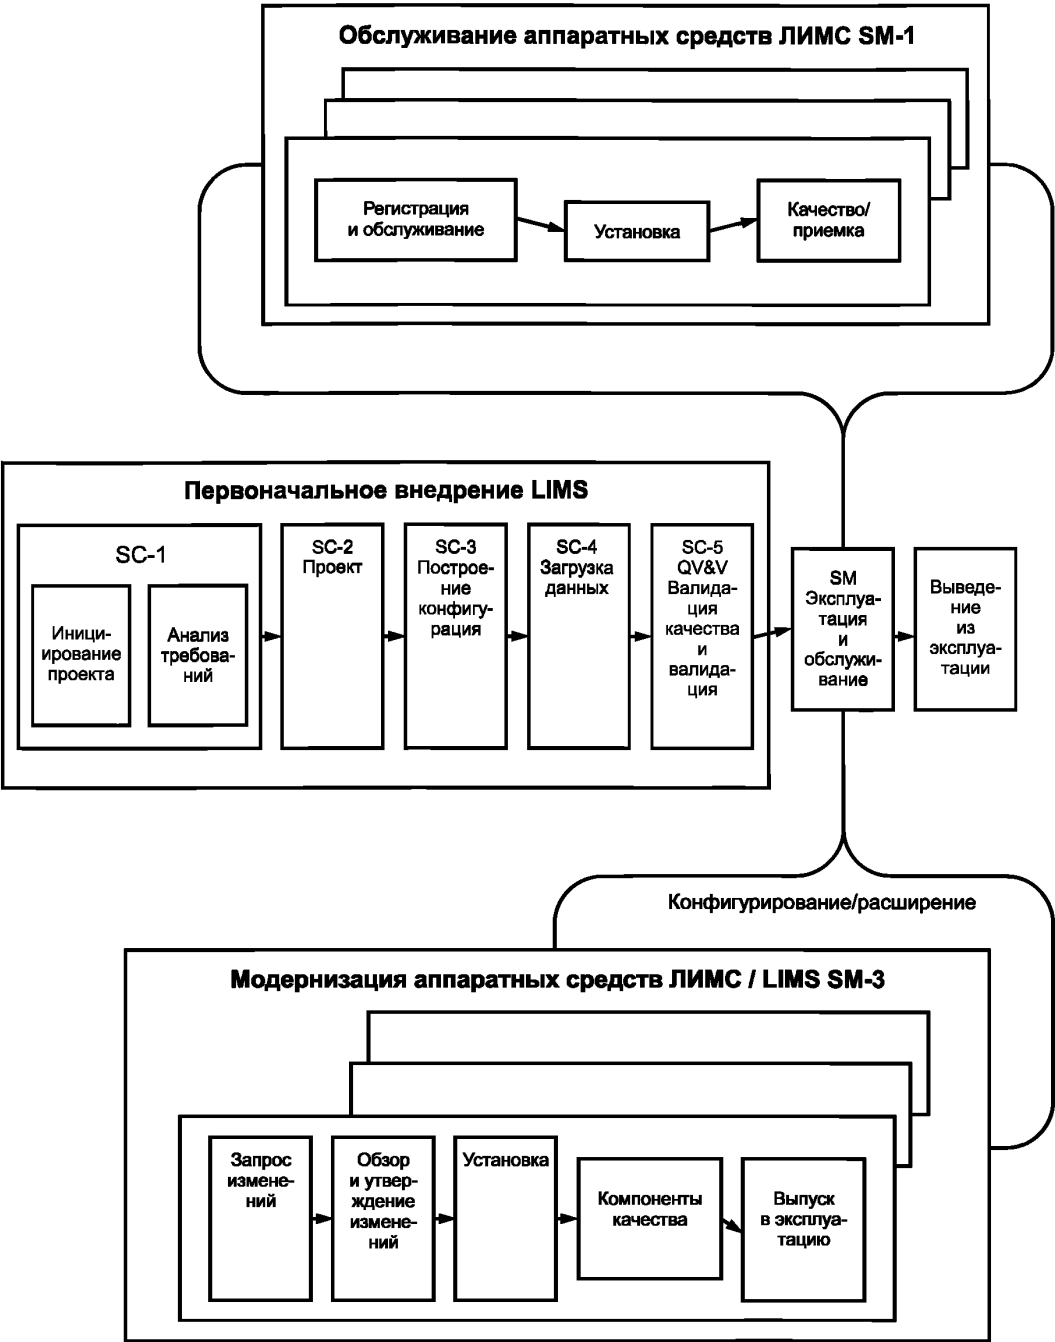 Обслуживание аппаратных средств ЛИМС SM-1
Регистрация
и обслуживание
Установка
Качество/
приемка
Первоначальное внедрение LIMS
SC-1
Иници-
ирование
проекта
Анализ
требова-
ний
SC-2
Проект
SC-3
Построе-
ние
конфигу-
рация
SC-4
Загрузка
данных
SC-5
QV&V
Валида-
ция
качества
и
валида-
ция
SM
Эксплуа-
тация
и
обслужи-
вание
Выведе-
ние
из
эксплуа-
тации
Конфигурирование/расширение
Модернизация аппаратных средств ЛИМС / LIMS SM-3
Запрос
измене-
ний
Обзор
и утвер-
ждение
измене-
ний
Установка
Компоненты
качества
Выпуск
в эксплуа-
тацию